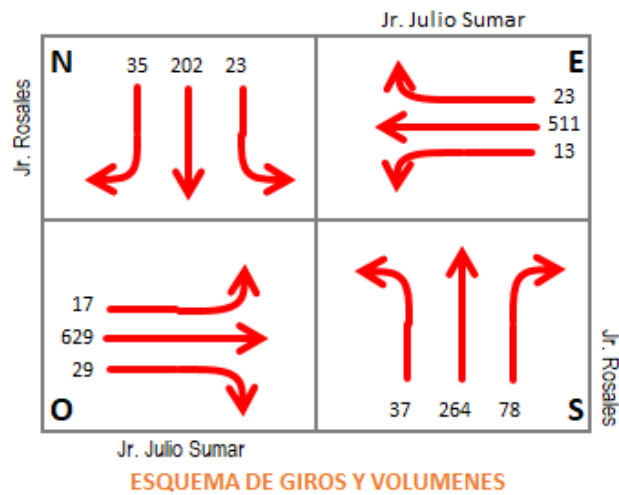 Jr. Julio Sumar
N 35 202 23
E
Jr. Rosales
23
511
13
17
629
29
O
37 264 78 S
Jr. Rosales
Jr. Julio Sumar
ESQUEMA DE GIROS Y VOLUMENES